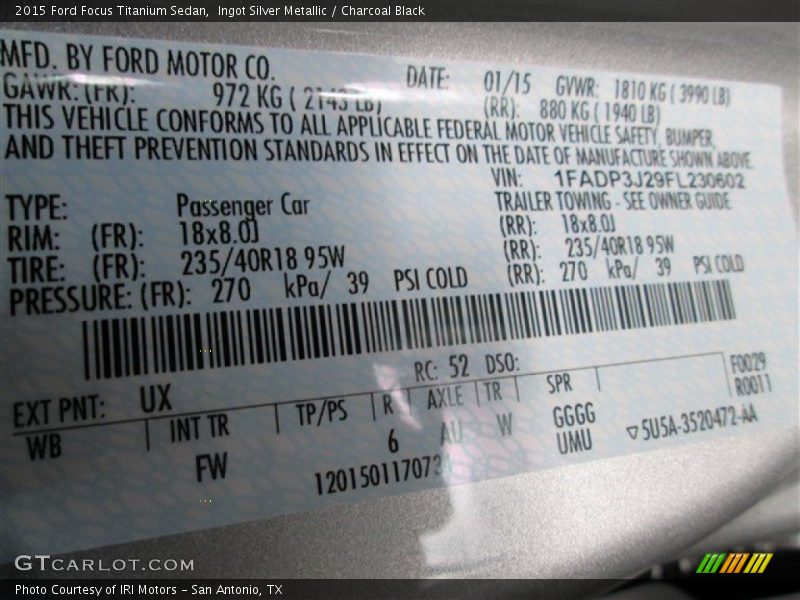 2015 Ford Focus Titanium Sedan,  Ingot Silver Metallic / Charcoal Black
MFD. BY FORD MOTOR CO.
DATE: 01/15 GVWR: 1810 KG ( 3990 LB)
GAWR: (FR): 972 KG ( 2143 LB) (RR): 880 KG ( 1940 LB)
THIS VEHICLE CONFORMS TO ALL APPLICABLE FEDERAL MOTOR VEHICLE SAFETY, BUMPER,
AND THEFT PREVENTION STANDARDS IN EFFECT ON THE DATE OF MANUFACTURE SHOWN ABOVE.
VIN: 1FADP3J29FL230602
TYPE: Passenger Car TRAILER TOWING - SEE OWNER GUIDE
RIM: (FR): 18x8.0J (RR): 18x8.0J
TIRE: (FR): 235/40R18 95W (RR): 235/40R18 95W
PRESSURE: (FR): 270 kPa/ 39 PSI COLD (RR): 270 kPa/ 39 PSI COLD
RC: 52 DSO:
EXT PNT: UX F0029
R0011
WB INT TR TP/PS R AXLE TR SPR
FW 6 AU W GGGG
UMU
▽5U5A-3520472-AA
GTCARLOT.COM
Photo Courtesy of IRI Motors – San Antonio, TX